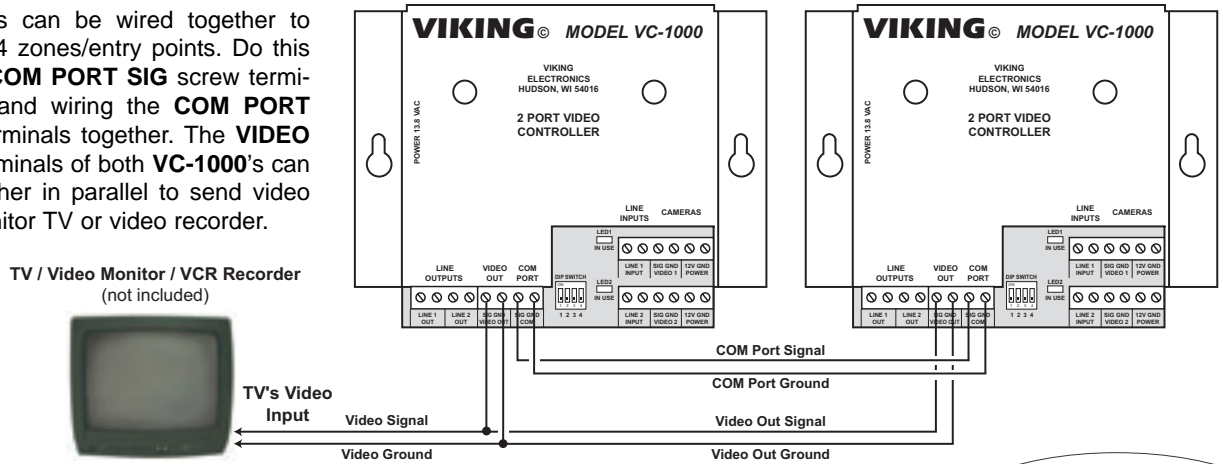 s can be wired together to
4 zones/entry points. Do this
COM PORT SIG screw termi-
and wiring the COM PORT
rminals together. The VIDEO
minals of both VC-1000's can
her in parallel to send video
nitor TV or video recorder.
TV / Video Monitor / VCR Recorder
(not included)
TV's Video
Input
VIKING© MODEL VC-1000
VIKING
ELECTRONICS
HUDSON, WI 54016
2 PORT VIDEO
CONTROLLER
POWER 13.8 VAC
LINE
INPUTS
CAMERAS
LED1
IN USE
LINE 1
INPUT
SIG GND
VIDEO 1
12V GND
POWER
LINE
OUTPUTS
VIDEO
OUT
COM
PORT
DIP SWITCH
ON
1 2 3 4
1 2 3 4
LED2
IN USE
LINE 1
OUT
LINE 2
OUT
SIG GND
VIDEO OUT
SIG GND
COM
LINE 2
INPUT
SIG GND
VIDEO 2
12V GND
POWER
VIKING© MODEL VC-1000
VIKING
ELECTRONICS
HUDSON, WI 54016
2 PORT VIDEO
CONTROLLER
POWER 13.8 VAC
LINE
INPUTS
CAMERAS
LED1
IN USE
LINE 1
INPUT
SIG GND
VIDEO 1
12V GND
POWER
LINE
OUTPUTS
VIDEO
OUT
COM
PORT
DIP SWITCH
ON
1 2 3 4
1 2 3 4
LED2
IN USE
LINE 1
OUT
LINE 2
OUT
SIG GND
VIDEO OUT
SIG GND
COM
LINE 2
INPUT
SIG GND
VIDEO 2
12V GND
POWER
COM Port Signal
COM Port Ground
Video Signal
Video Out Signal
Video Ground
Video Out Ground